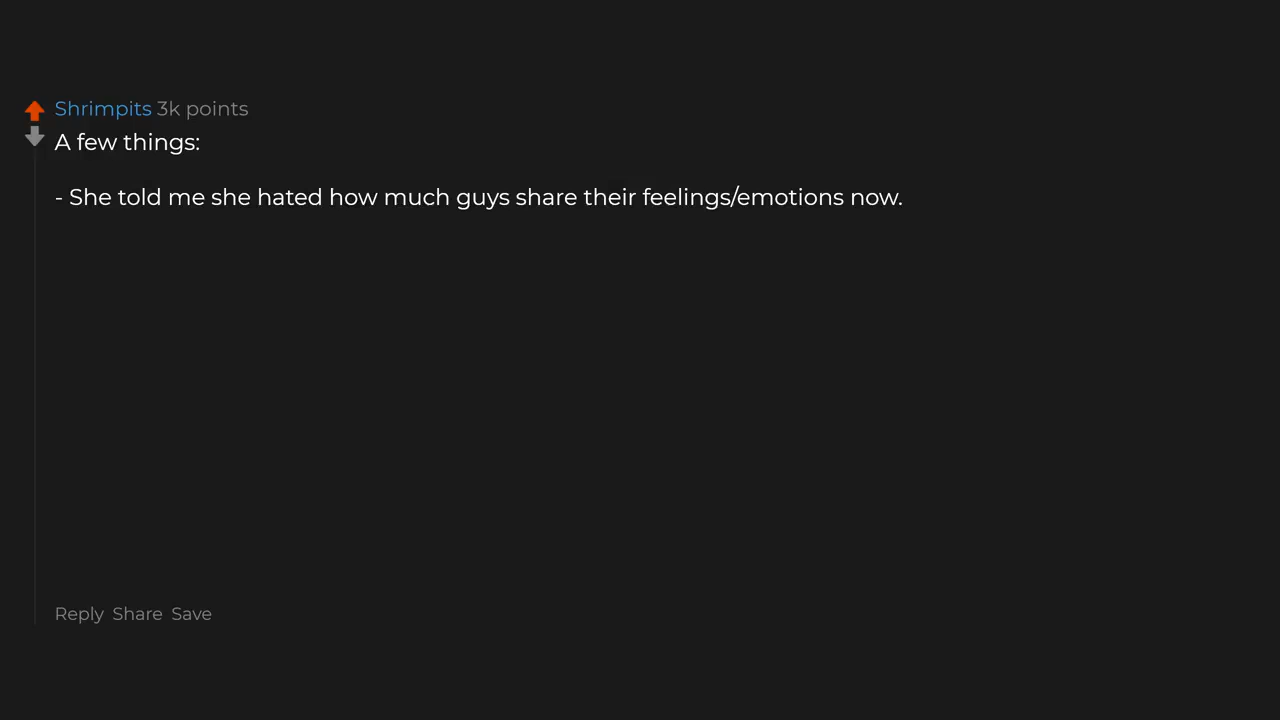 Shrimpits 3k points
A few things:
- She told me she hated how much guys share their feelings/emotions now.
Reply Share Save